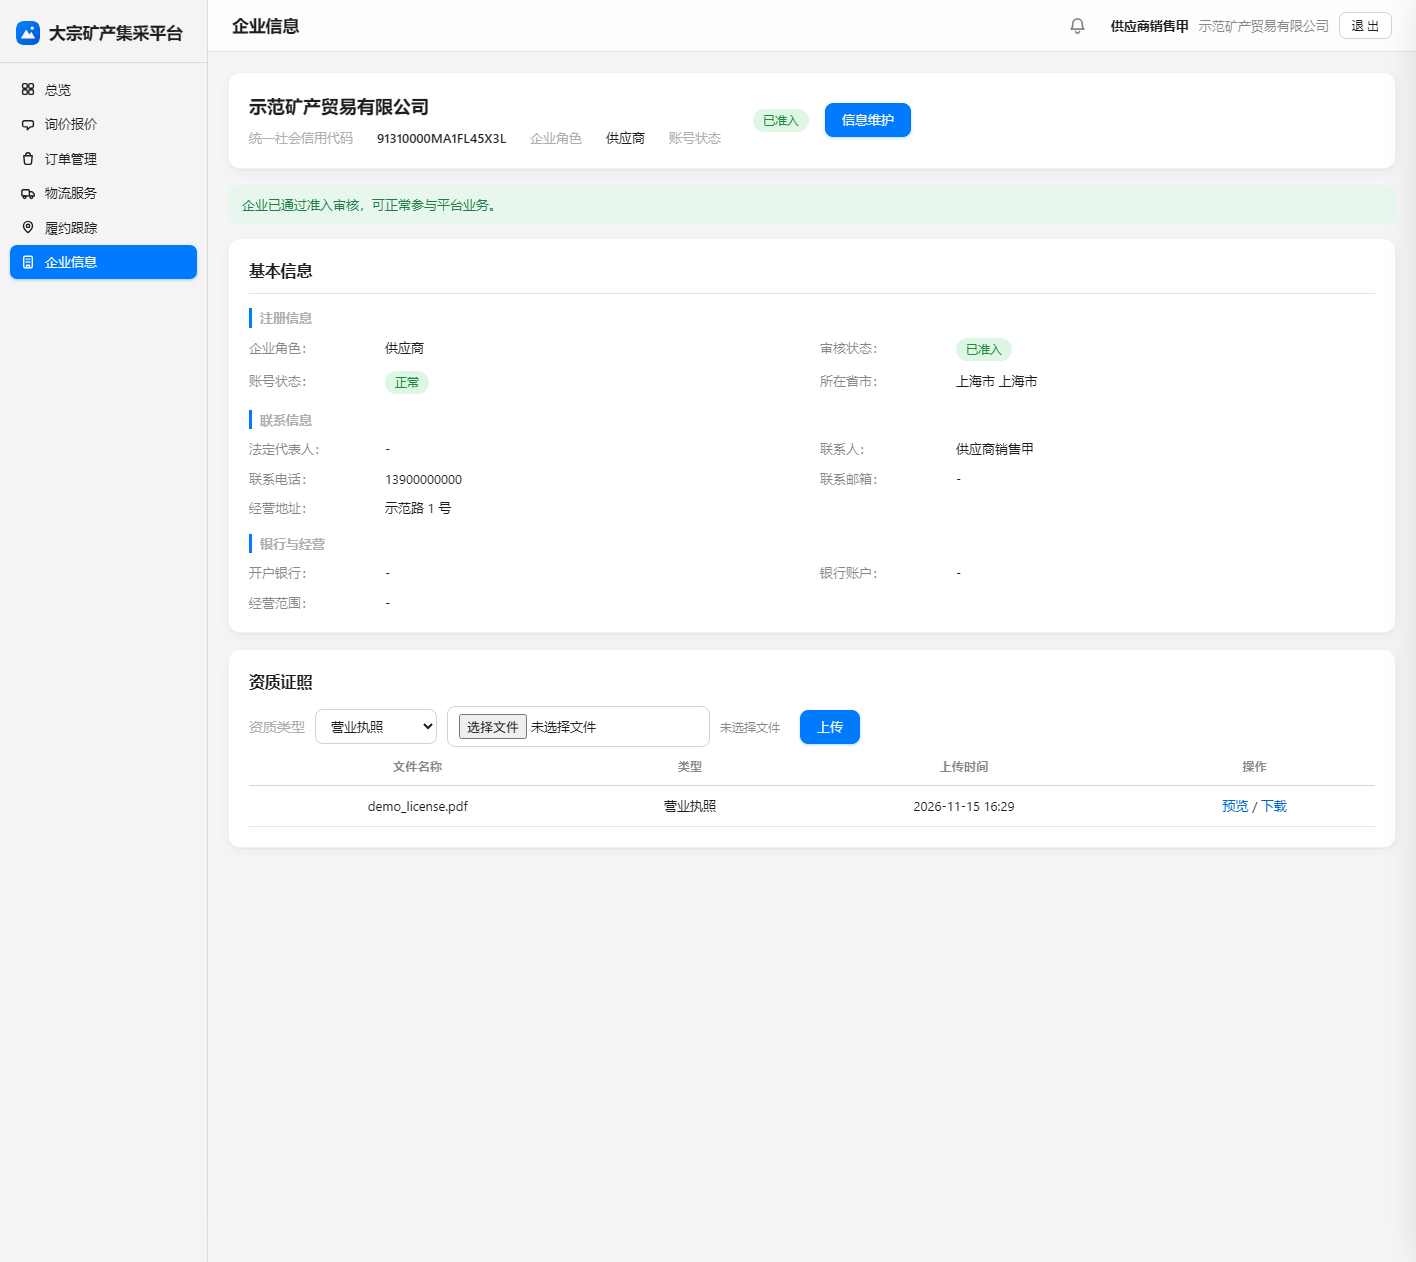 大宗矿产集采平台
总览
询价报价
订单管理
物流服务
履约跟踪
企业信息
企业信息
供应商销售甲 示范矿产贸易有限公司 退 出
示范矿产贸易有限公司
统一社会信用代码 91310000MA1FL45X3L 企业角色 供应商 账号状态
已准入 信息维护
企业已通过准入审核，可正常参与平台业务。
基本信息
注册信息
企业角色： 供应商 审核状态： 已准入
账号状态： 正常 所在省市： 上海市 上海市
联系信息
法定代表人： - 联系人： 供应商销售甲
联系电话： 13900000000 联系邮箱： -
经营地址： 示范路 1 号
银行与经营
开户银行： - 银行账户： -
经营范围： -
资质证照
资质类型 营业执照 选择文件 未选择文件 未选择文件 上传
文件名称 类型 上传时间 操作
demo_license.pdf 营业执照 2026-11-15 16:29 预览 / 下载